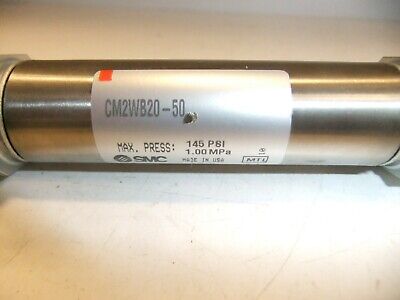 CM2WB20-50
MAX. PRESS: 145 PSI
1.00 MPa
SMC MADE IN USA MTL